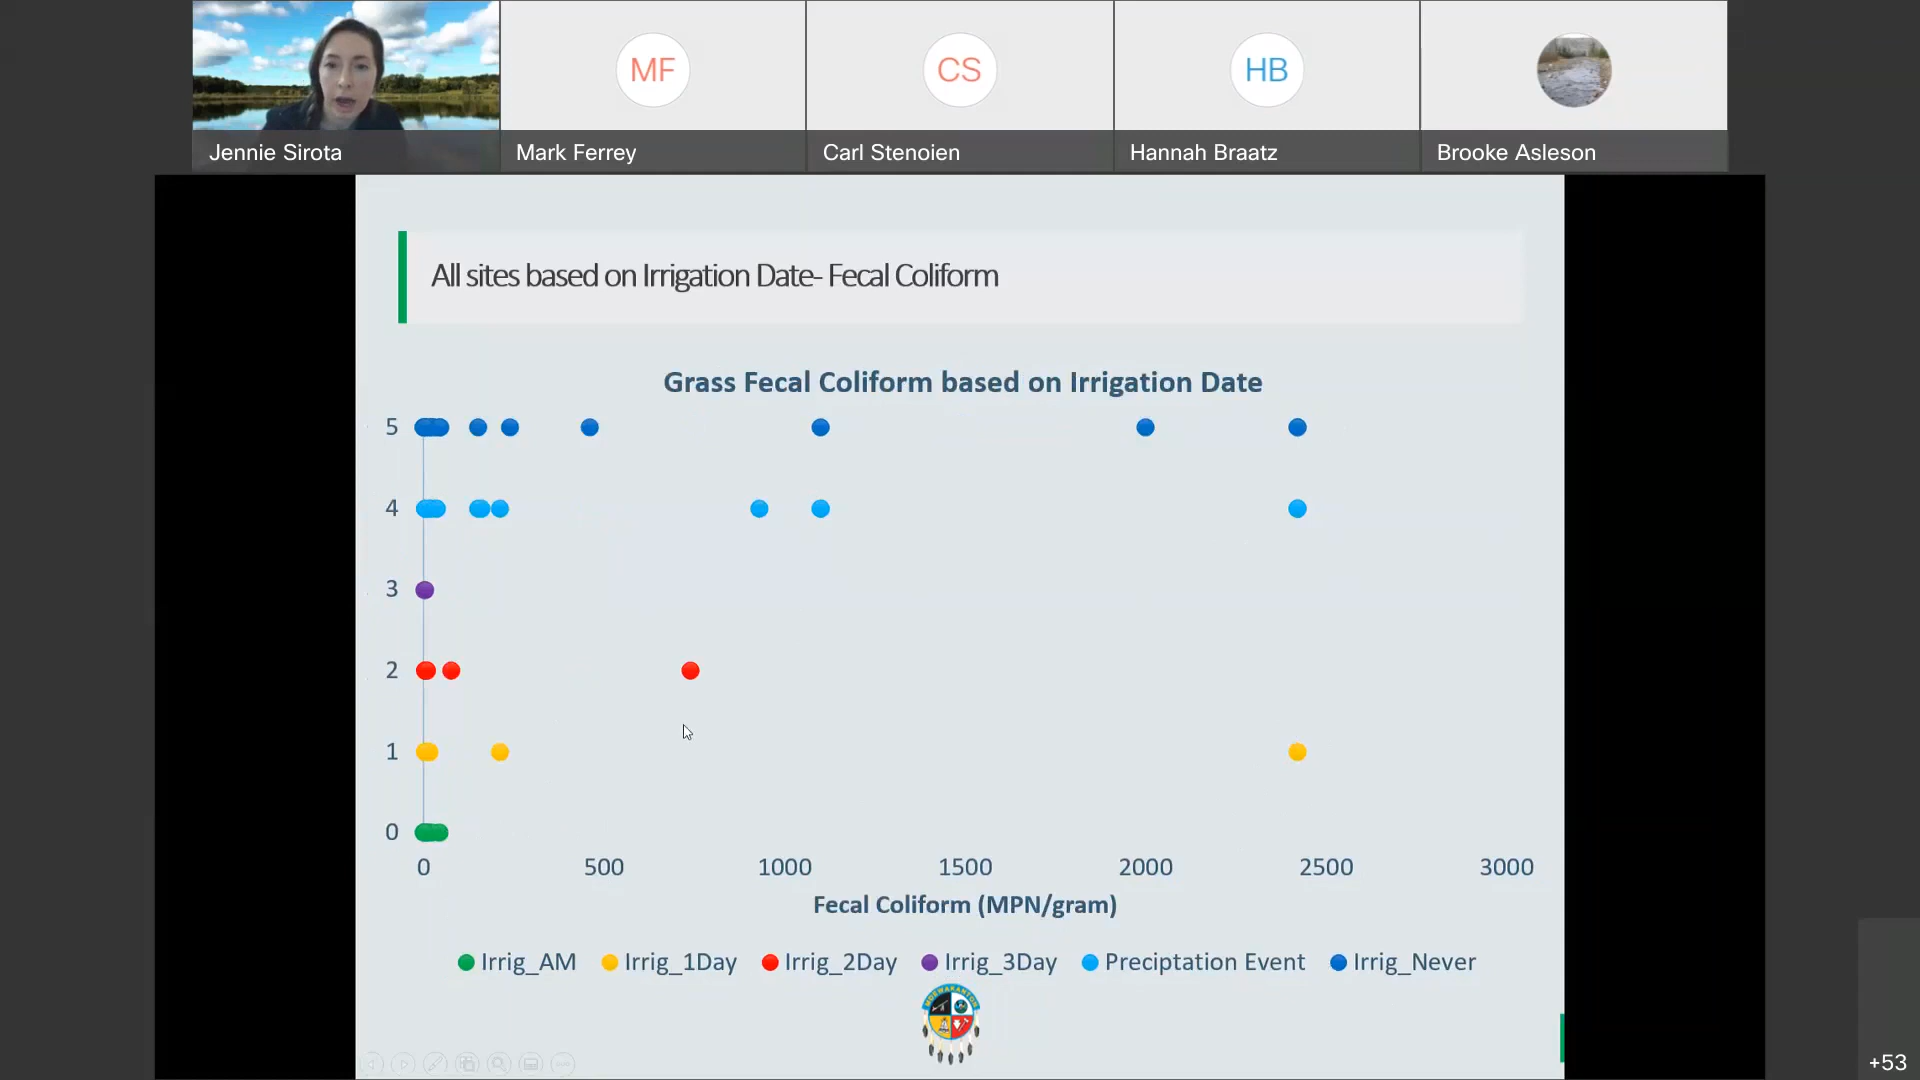 MF
CS
HB
Jennie Sirota
Mark Ferrey
Carl Stenoien
Hannah Braatz
Brooke Asleson
All sites based on Irrigation Date- Fecal Coliform
Grass Fecal Coliform based on Irrigation Date
5
4
3
2
1
0
0 500 1000 1500 2000 2500 3000
Fecal Coliform (MPN/gram)
Irrig_AM Irrig_1Day Irrig_2Day Irrig_3Day Preciptation Event Irrig_Never
+53